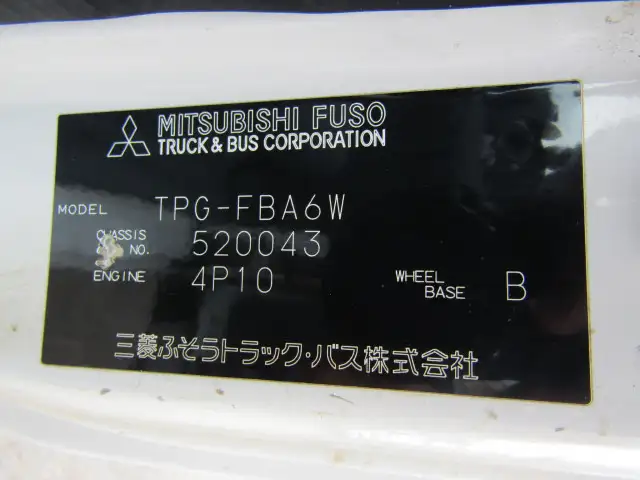 MITSUBISHI FUSO
TRUCK & BUS CORPORATION
MODEL TPG-FBA6W
CHASSIS NO. 520043
ENGINE 4P10 WHEEL BASE B
三菱ふそうトラック・バス株式会社